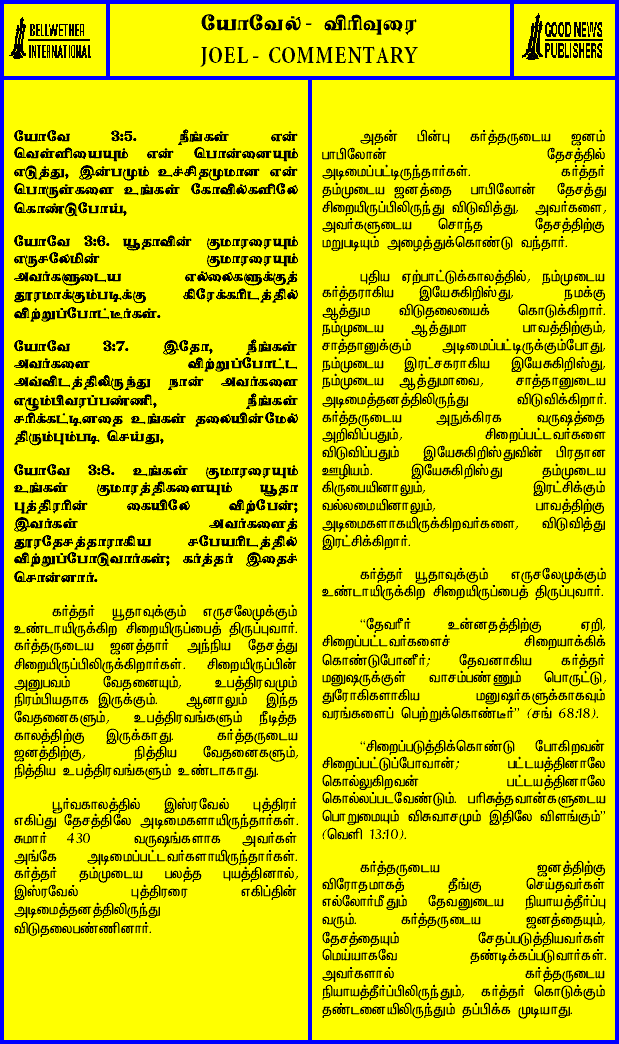 BELLWETHER
INTERNATIONAL
யோவேல் - விரிவுரை
JOEL - COMMENTARY
GOOD NEWS
PUBLISHERS
யோவே 3:5. நீங்கள் என்
வெள்ளியையும் என் பொன்னையும்
எடுத்து, இன்பமும் உச்சிதமுமான என்
பொருள்களை உங்கள் கோவில்களிலே
கொண்டுபோய்,
யோவே 3:6. யூதாவின் குமாரரையும்
எருசலேமின் குமாரரையும்
அவர்களுடைய எல்லைகளுக்குத்
தூரமாக்கும்படிக்கு கிரேக்கரிடத்தில்
விற்றுப்போட்டீர்கள்.
யோவே 3:7. இதோ, நீங்கள்
அவர்களை விற்றுப்போட்ட
அவ்விடத்திலிருந்து நான் அவர்களை
எழும்பிவரப்பண்ணி, நீங்கள்
சரிக்கட்டினதை உங்கள் தலையின்மேல்
திரும்பும்படி செய்து,
யோவே 3:8. உங்கள் குமாரரையும்
உங்கள் குமாரத்திகளையும் யூதா
புத்திரரின் கையிலே விற்பேன்;
இவர்கள் அவர்களைத்
தூரதேசத்தாராகிய சபேயரிடத்தில்
விற்றுப்போடுவார்கள்; கர்த்தர் இதைச்
சொன்னார்.
கர்த்தர் யூதாவுக்கும் எருசலேமுக்கும்
உண்டாயிருக்கிற சிறையிருப்பைத் திருப்புவார்.
கர்த்தருடைய ஜனத்தார் அந்நிய தேசத்து
சிறையிருப்பிலிருக்கிறார்கள். சிறையிருப்பின்
அனுபவம் வேதனையும், உபத்திரவமும்
நிரம்பியதாக இருக்கும். ஆனாலும் இந்த
வேதனைகளும், உபத்திரவங்களும் நீடித்த
காலத்திற்கு இருக்காது. கர்த்தருடைய
ஜனத்திற்கு, நித்திய வேதனைகளும்,
நித்திய உபத்திரவங்களும் உண்டாகாது.
பூர்வகாலத்தில் இஸ்ரவேல் புத்திரர்
எகிப்து தேசத்திலே அடிமைகளாயிருந்தார்கள்.
சுமார் 430 வருஷங்களாக அவர்கள்
அங்கே அடிமைப்பட்டவர்களாயிருந்தார்கள்.
கர்த்தர் தம்முடைய பலத்த புயத்தினால்,
இஸ்ரவேல் புத்திரரை எகிப்தின்
அடிமைத்தனத்திலிருந்து
விடுதலைபண்ணினார்.
அதன் பின்பு கர்த்தருடைய ஜனம்
பாபிலோன் தேசத்தில்
அடிமைப்பட்டிருந்தார்கள். கர்த்தர்
தம்முடைய ஜனத்தை பாபிலோன் தேசத்து
சிறையிருப்பிலிருந்து விடுவித்து, அவர்களை,
அவர்களுடைய சொந்த தேசத்திற்கு
மறுபடியும் அழைத்துக்கொண்டு வந்தார்.
புதிய ஏற்பாட்டுக்காலத்தில், நம்முடைய
கர்த்தராகிய இயேசுகிறிஸ்து, நமக்கு
ஆத்தும விடுதலையைக் கொடுக்கிறார்.
நம்முடைய ஆத்துமா பாவத்திற்கும்,
சாத்தானுக்கும் அடிமைப்பட்டிருக்கும்போது,
நம்முடைய இரட்சகராகிய இயேசுகிறிஸ்து,
நம்முடைய ஆத்துமாவை, சாத்தானுடைய
அடிமைத்தனத்திலிருந்து விடுவிக்கிறார்.
கர்த்தருடைய அநுக்கிரக வருஷத்தை
அறிவிப்பதும், சிறைப்பட்டவர்களை
விடுவிப்பதும் இயேசுகிறிஸ்துவின் பிரதான
ஊழியம். இயேசுகிறிஸ்து தம்முடைய
கிருபையினாலும், இரட்சிக்கும்
வல்லமையினாலும், பாவத்திற்கு
அடிமைகளாகயிருக்கிறவர்களை, விடுவித்து
இரட்சிக்கிறார்.
கர்த்தர் யூதாவுக்கும் எருசலேமுக்கும்
உண்டாயிருக்கிற சிறையிருப்பைத் திருப்புவார்.
“தேவரீர் உன்னதத்திற்கு ஏறி,
சிறைப்பட்டவர்களைச் சிறையாக்கிக்
கொண்டுபோனீர்; தேவனாகிய கர்த்தர்
மனுஷருக்குள் வாசம்பண்ணும் பொருட்டு,
துரோகிகளாகிய மனுஷர்களுக்காகவும்
வரங்களைப் பெற்றுக்கொண்டீர்” (சங் 68:18).
“சிறைப்படுத்திக்கொண்டு போகிறவன்
சிறைப்பட்டுப்போவான்; பட்டயத்தினாலே
கொல்லுகிறவன் பட்டயத்தினாலே
கொல்லப்படவேண்டும். பரிசுத்தவான்களுடைய
பொறுமையும் விசுவாசமும் இதிலே விளங்கும்”
(வெளி 13:10).
கர்த்தருடைய ஜனத்திற்கு
விரோதமாகத் தீங்கு செய்தவர்கள்
எல்லோர்மீதும் தேவனுடைய நியாயத்தீர்ப்பு
வரும். கர்த்தருடைய ஜனத்தையும்,
தேசத்தையும் சேதப்படுத்தியவர்கள்
மெய்யாகவே தண்டிக்கப்படுவார்கள்.
அவர்களால் கர்த்தருடைய
நியாயத்தீர்ப்பிலிருந்தும், கர்த்தர் கொடுக்கும்
தண்டனையிலிருந்தும் தப்பிக்க முடியாது.